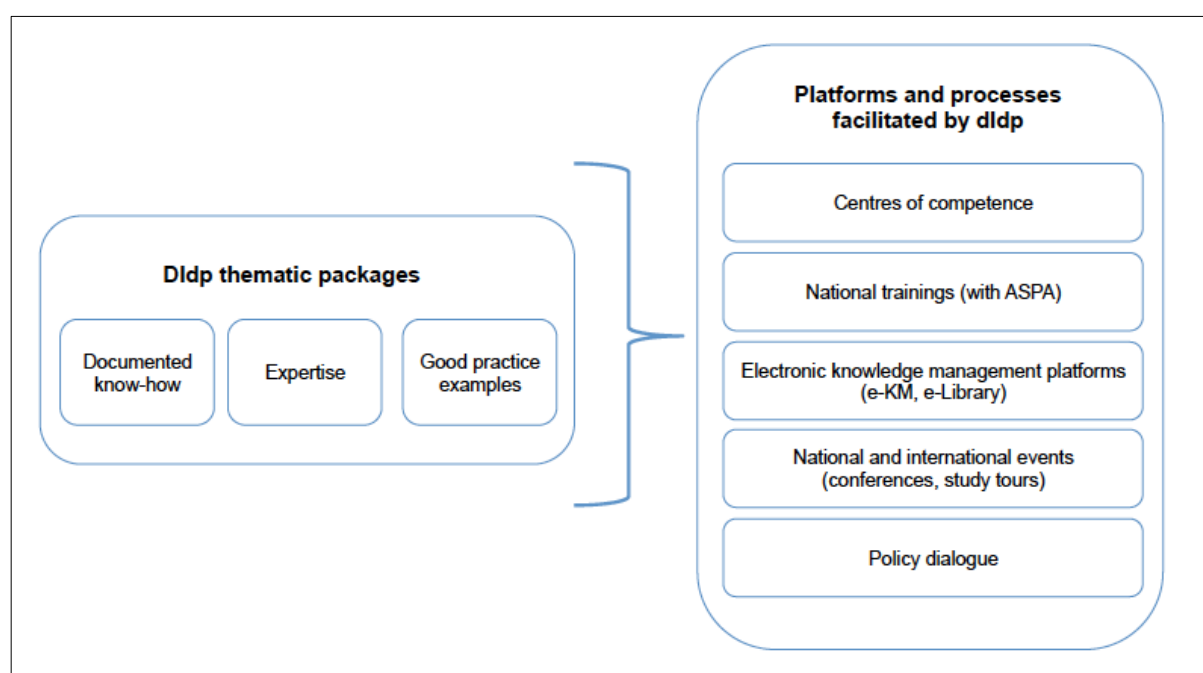 Dldp thematic packages
Documented
know-how
Expertise
Good practice
examples
Platforms and processes
facilitated by dldp
Centres of competence
National trainings (with ASPA)
Electronic knowledge management platforms
(e-KM, e-Library)
National and international events
(conferences, study tours)
Policy dialogue